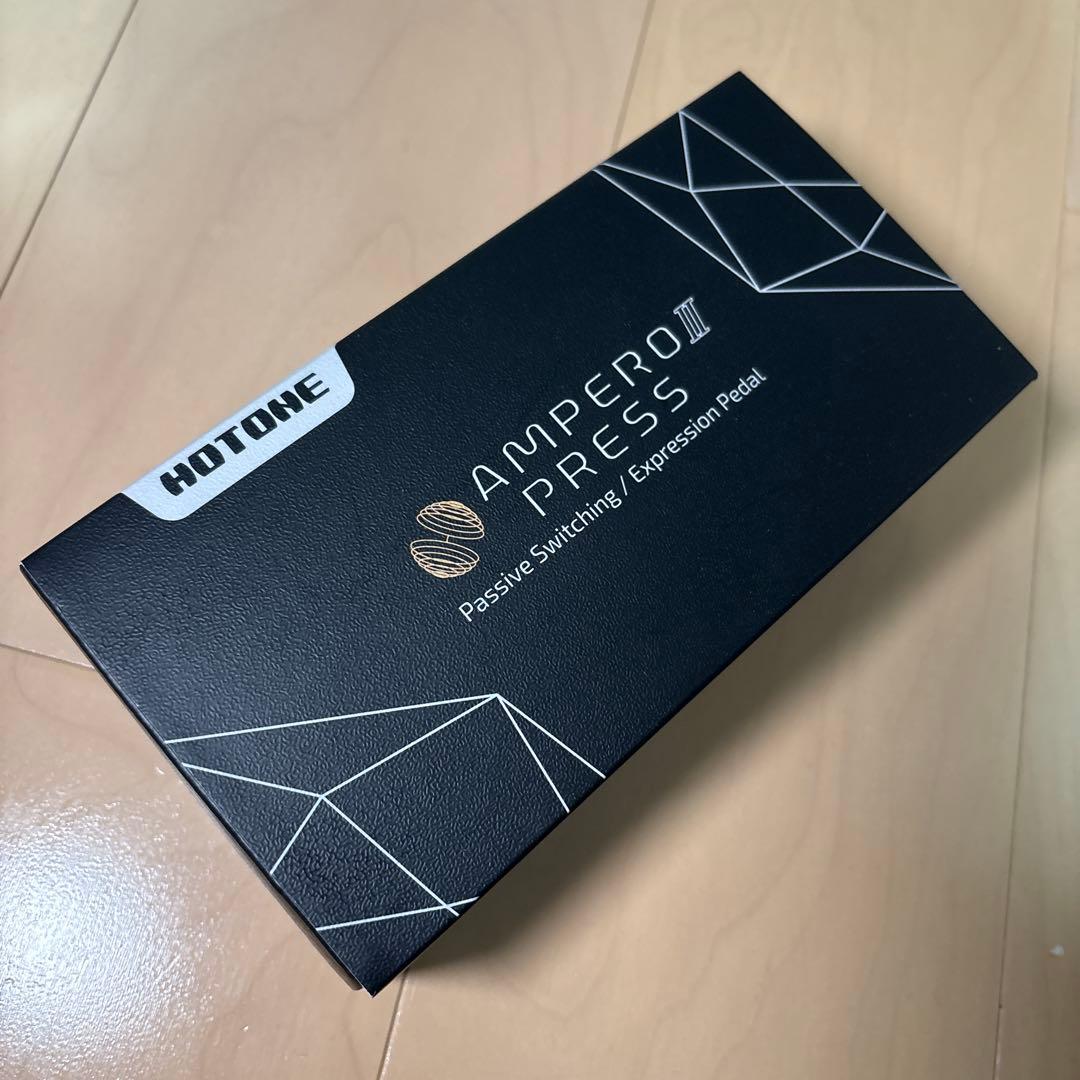 HOTONE
AMPERO II
PRESS
Passive Switching / Expression Pedal